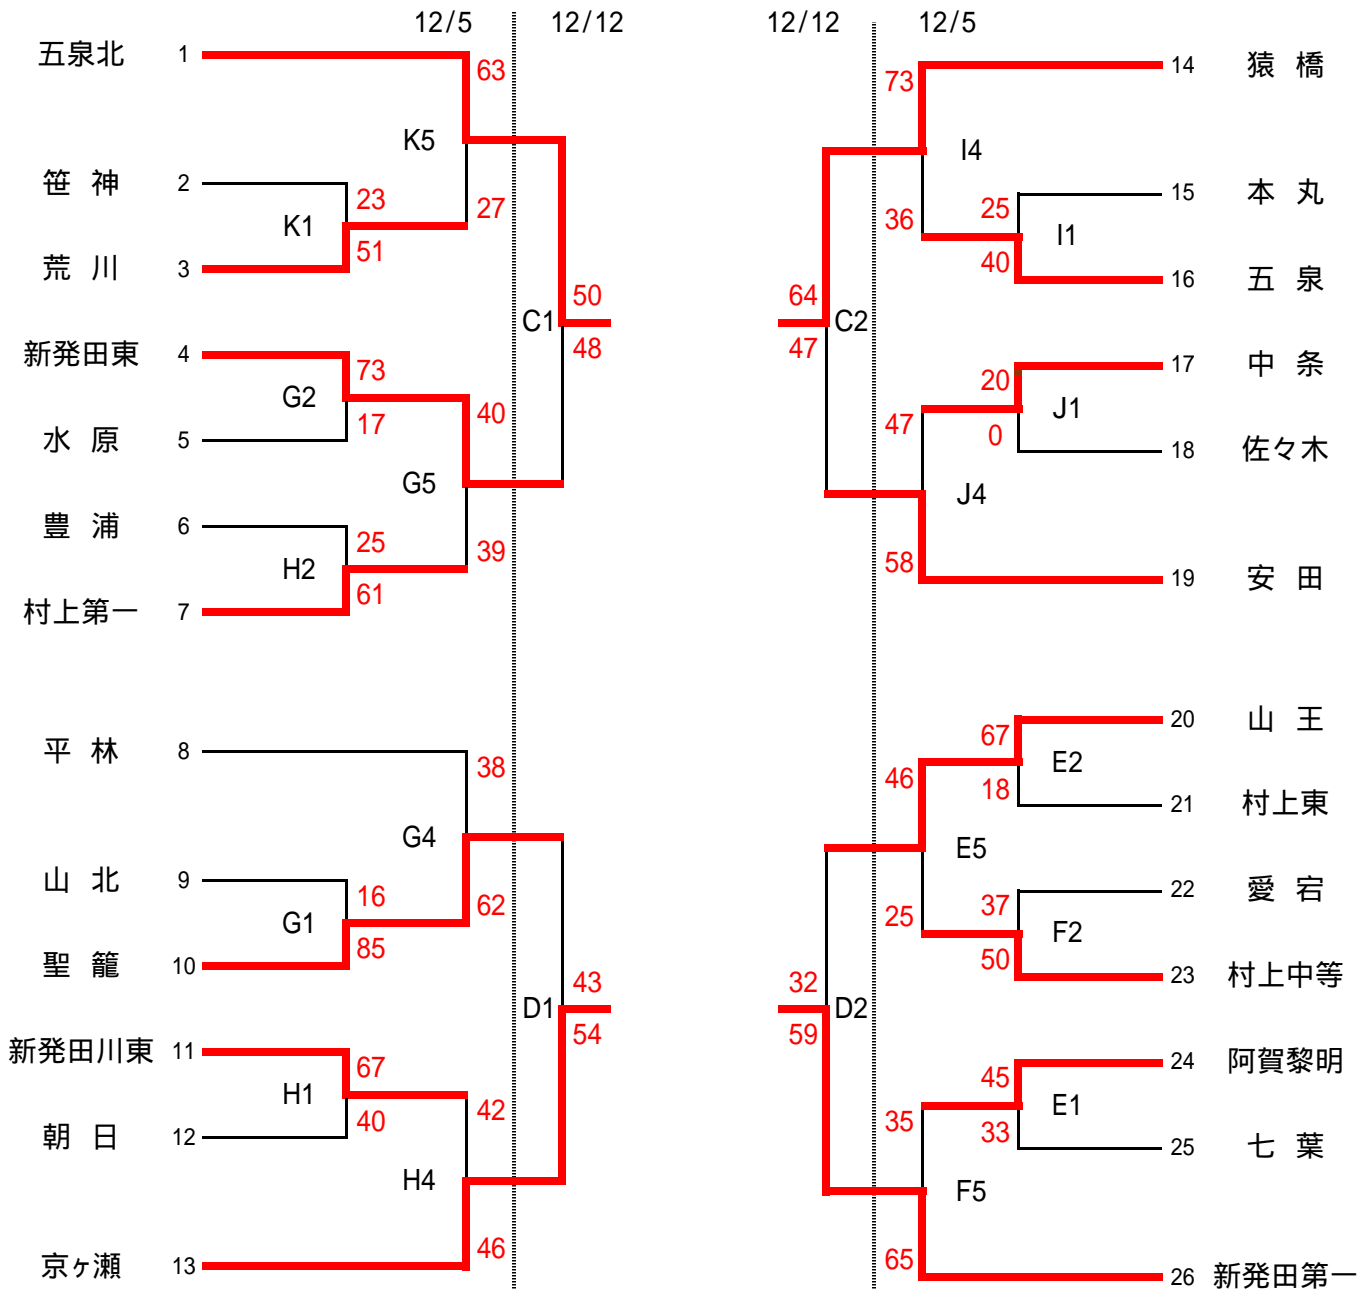 12/5 12/12 12/12 12/5
五泉北 1 63
K5
笹 神 2 23 27
K1
荒 川 3 51
50
C1
48
新発田東 4 73
G2
水 原 5 17 40
G5
豊 浦 6 25 39
H2
村上第一 7 61
平 林 8 38
G4
山 北 9 16 62
G1
聖 籠 10 85
43
D1
54
新発田川東 11 67
H1
朝 日 12 40 42
H4
京ヶ瀬 13 46
73 14 猿 橋
I4
36 25 15 本 丸
I1
40 16 五 泉
64
C2
47
20 17 中 条
J1
47 0 18 佐々木
J4
58 19 安 田
67 20 山 王
E2
46 18 21 村上東
E5
25 37 22 愛 宕
F2
50 23 村上中等
32
D2
59
45 24 阿賀黎明
E1
35 33 25 七 葉
F5
65 26 新発田第一